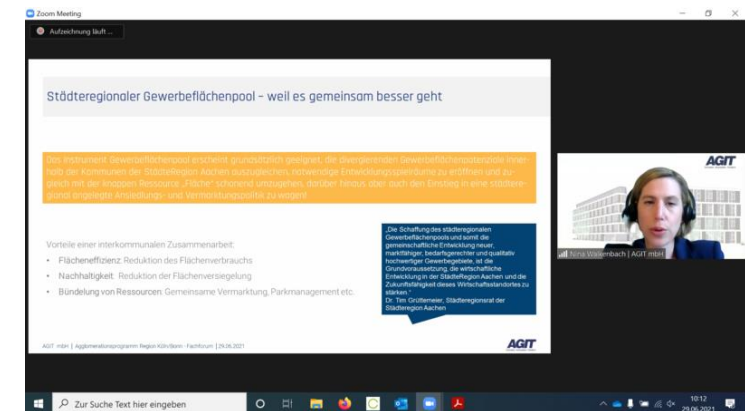 Zoom Meeting
Aufzeichnung läuft ...
Städteregionaler Gewerbeflächenpool – weil es gemeinsam besser geht
Das Instrument Gewerbeflächenpool erscheint grundsätzlich geeignet, die divergierenden Gewerbeflächenpotenziale inner-
halb der Kommunen der StädteRegion Aachen auszugleichen, notwendige Entwicklungsspielräume zu eröffnen und zu-
gleich mit der knappen Ressource „Fläche“ schonend umzugehen, darüber hinaus aber auch den Einstieg in eine städtere-
gional angelegte Ansiedlungs- und Vermarktungspolitik zu wagen!
Vorteile einer interkommunalen Zusammenarbeit:
• Flächeneffizienz: Reduktion des Flächenverbrauchs
• Nachhaltigkeit: Reduktion der Flächenversiegelung
• Bündelung von Ressourcen: Gemeinsame Vermarktung, Parkmanagement etc.
„Die Schaffung des städteregionalen
Gewerbeflächenpools und somit die
gemeinschaftliche Entwicklung neuer,
marktfähiger, bedarfsgerechter und qualitativ
hochwertiger Gewerbegebiete, ist die
Grundvoraussetzung, die wirtschaftliche
Entwicklung in der StädteRegion Aachen und die
Zukunftsfähigkeit dieses Wirtschaftsstandortes zu
stärken.“
Dr. Tim Grüttemeier, Städteregionsrat der
Städteregion Aachen
AGIT mbH | Agglomerationsprogramm Region Köln/Bonn - Fachforum | 29.06.2021
AGIT
AGIT
Nina Walkenbach | AGIT mbH
Zur Suche Text hier eingeben
10:12
29.06.2021